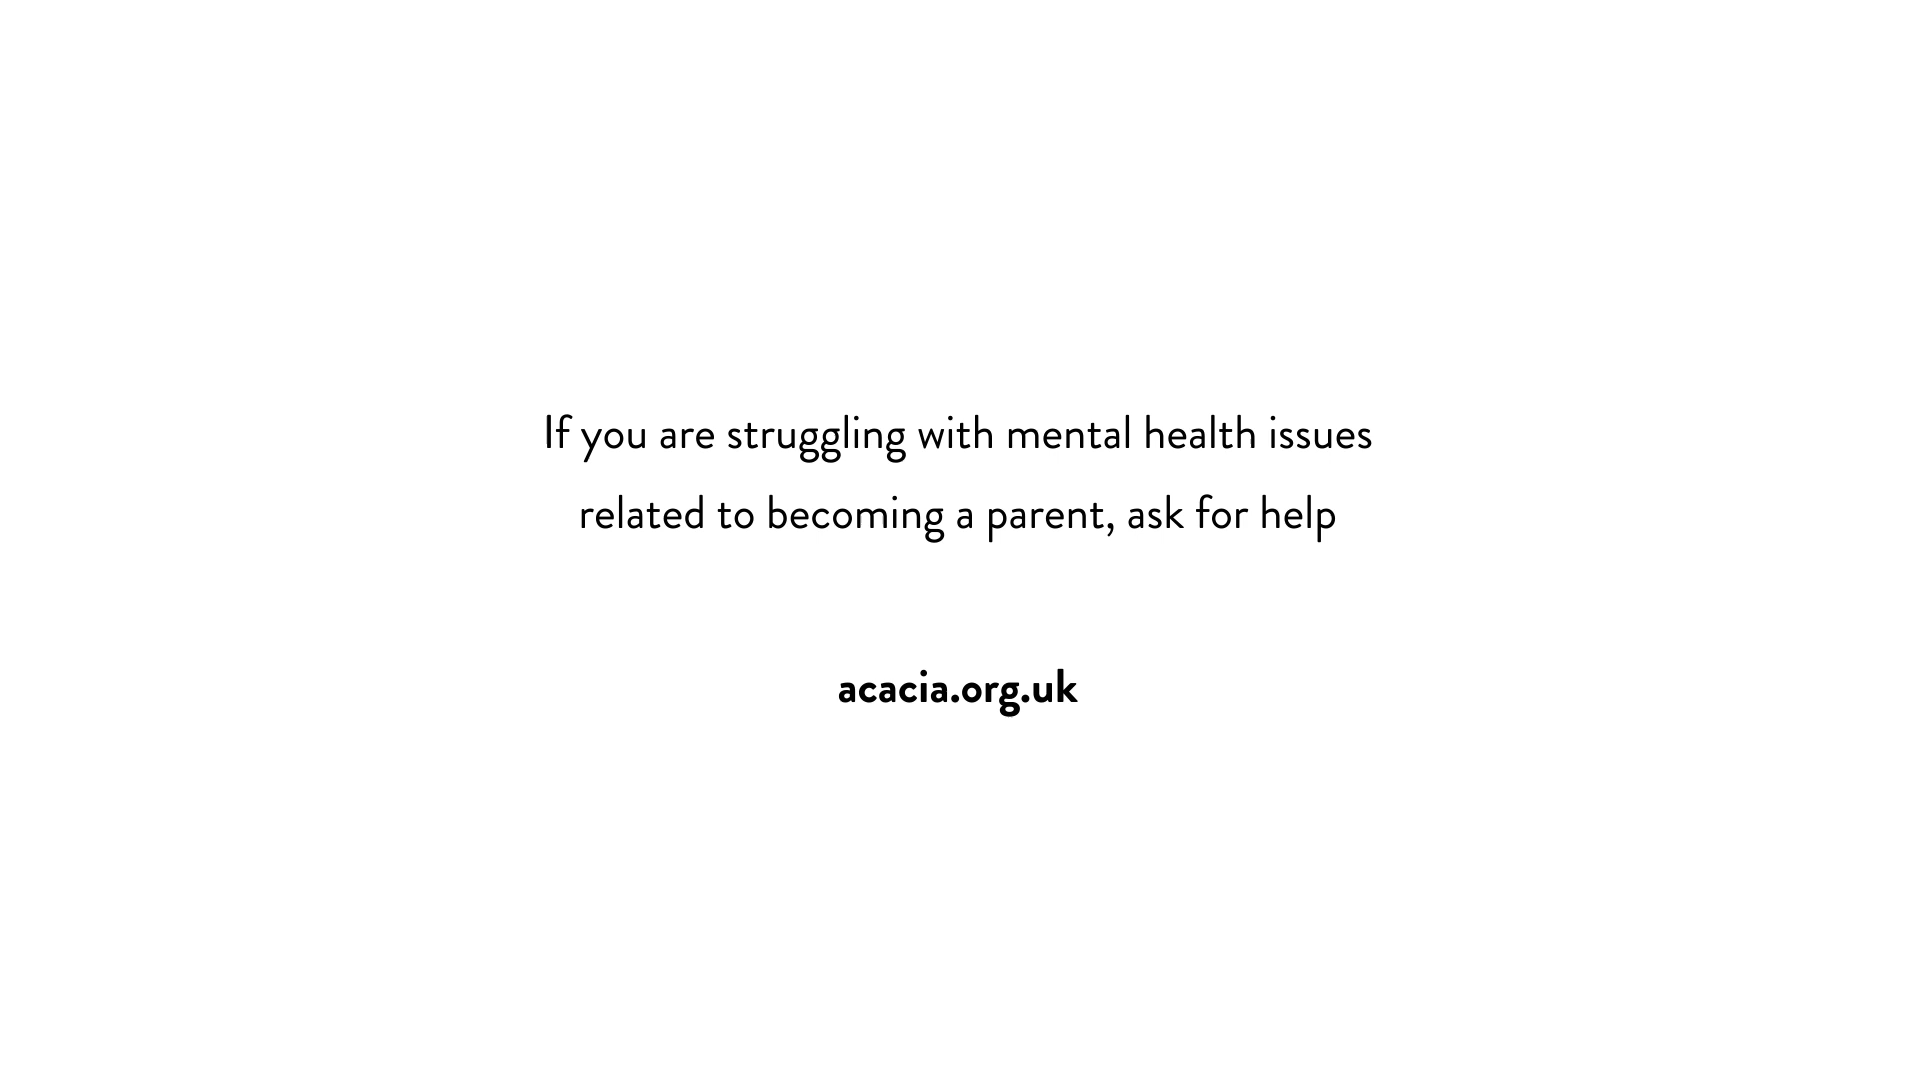 If you are struggling with mental health issues
related to becoming a parent, ask for help
acacia.org.uk